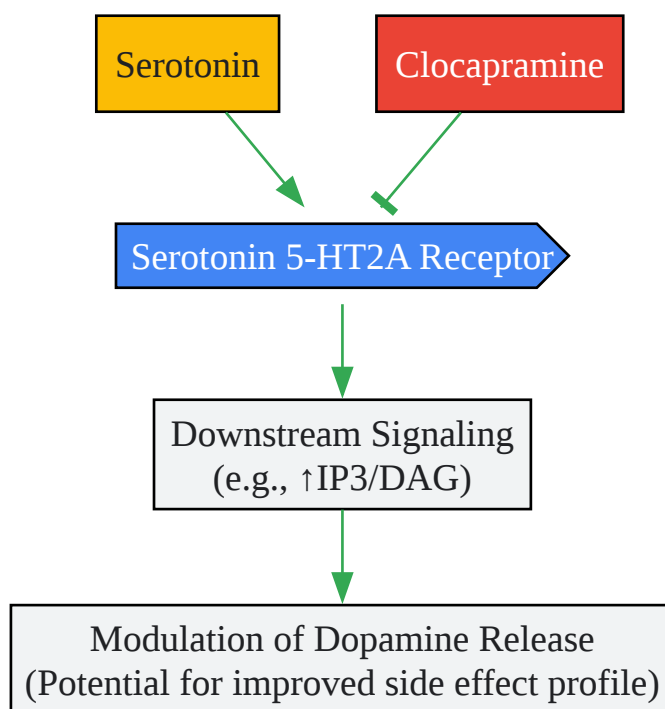 Serotonin
Clocapramine
Serotonin 5-HT2A Receptor
Downstream Signaling
(e.g., ↑IP3/DAG)
Modulation of Dopamine Release
(Potential for improved side effect profile)